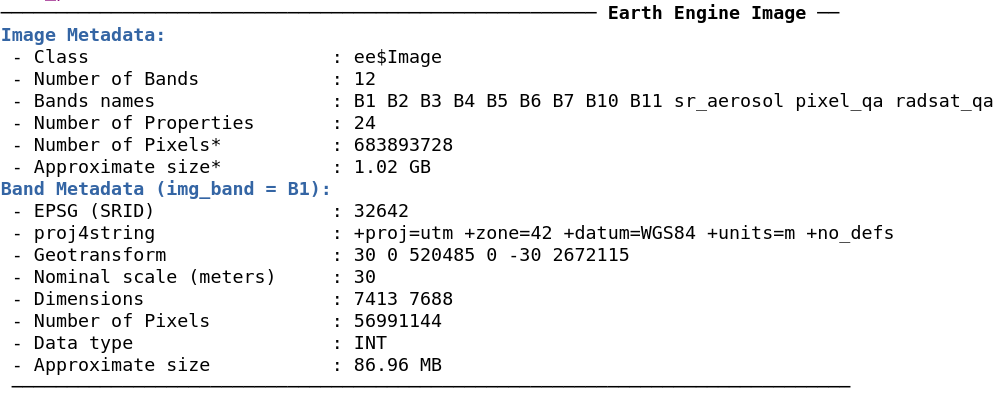 Earth Engine Image
Image Metadata:
- Class : ee$Image
- Number of Bands : 12
- Bands names : B1 B2 B3 B4 B5 B6 B7 B10 B11 sr_aerosol pixel_qa radsat_qa
- Number of Properties : 24
- Number of Pixels* : 683893728
- Approximate size* : 1.02 GB
Band Metadata (img_band = B1):
- EPSG (SRID) : 32642
- proj4string : +proj=utm +zone=42 +datum=WGS84 +units=m +no_defs
- Geotransform : 30 0 520485 0 -30 2672115
- Nominal scale (meters) : 30
- Dimensions : 7413 7688
- Number of Pixels : 56991144
- Data type : INT
- Approximate size : 86.96 MB